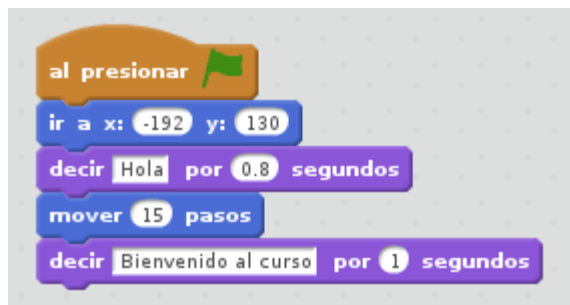 al presionar
ir a x: -192 y: 130
decir Hola por 0.8 segundos
mover 15 pasos
decir Bienvenido al curso por 1 segundos